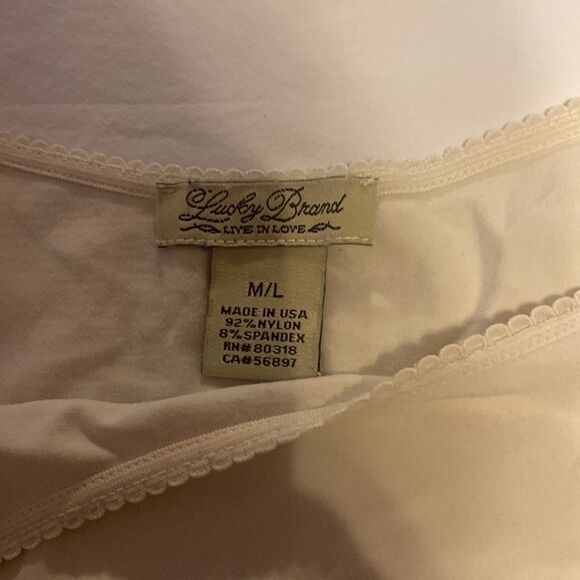 Lucky Brand
LIVE IN LOVE
M/L
MADE IN USA
92% NYLON
8% SPANDEX
RN# 80318
CA# 56897